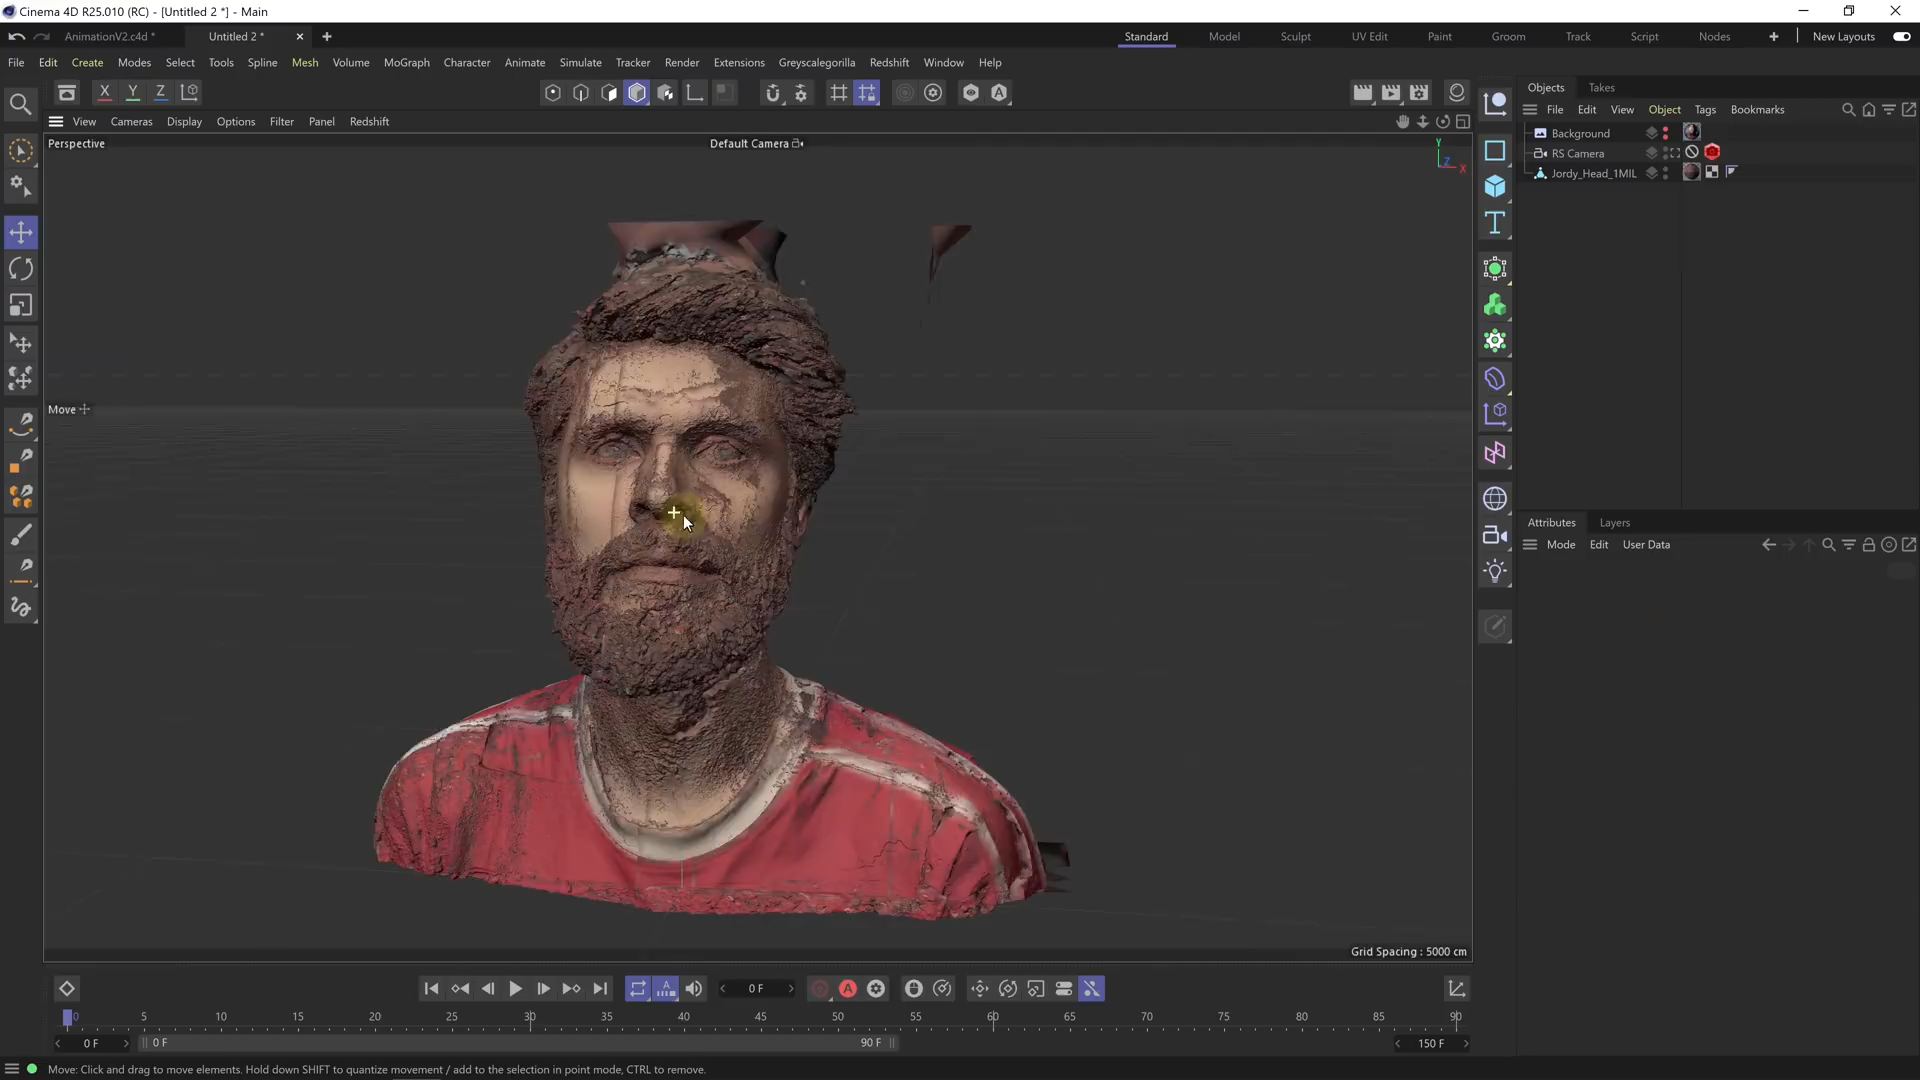 Cinema 4D R25.010 (RC) - [Untitled 2 *] - Main
AnimationV2.c4d *
Untitled 2 *
Standard
Model
Sculpt
UV Edit
Paint
Groom
Track
Script
Nodes
New Layouts
File Edit Create Modes Select Tools Spline Mesh Volume MoGraph Character Animate Simulate Tracker Render Extensions Greyscalegorilla Redshift Window Help
X Y Z
Objects Takes
File Edit View Object Tags Bookmarks
View Cameras Display Options Filter Panel Redshift
Perspective
Default Camera
Y
Z
X
Background
RS Camera
Jordy_Head_1MIL
Move
Attributes Layers
Mode Edit User Data
Grid Spacing : 5000 cm
0 F
0 5 10 15 20 25 30 35 40 45 50 55 60 65 70 75 80 85 90
0 F
0 F
90 F
150 F
Move: Click and drag to move elements. Hold down SHIFT to quantize movement / add to the selection in point mode, CTRL to remove.